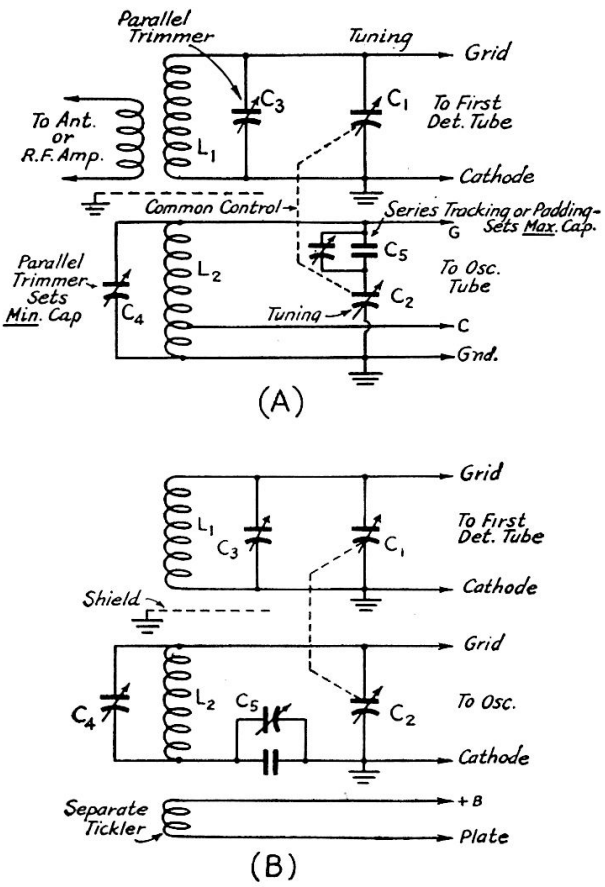 Parallel
Trimmer
Tuning
Grid
C3
C1
To Ant.
or
R.F. Amp.
L1
To First
Det. Tube
Cathode
Common Control
Series Tracking or Padding-
Sets Max. Cap.
G
C5
Parallel
Trimmer
Sets
Min. Cap
C4
L2
To Osc.
Tube
C2
Tuning
C
Gnd.
(A)
Grid
L1
C3
C1
To First
Det. Tube
Cathode
Shield
Grid
C4
L2
C5
C2
To Osc.
Cathode
Separate
Tickler
+B
Plate
(B)